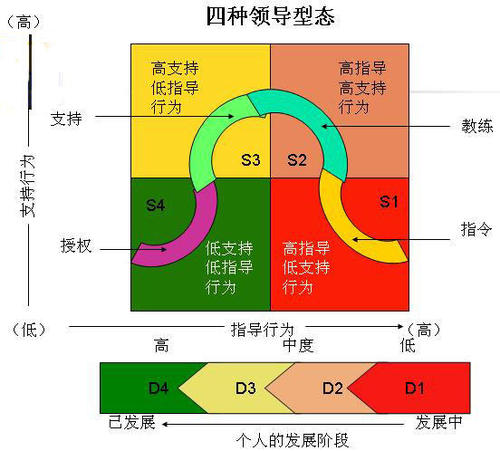 四种领导型态
（高）
高支持
低指导
行为
高指导
高支持
行为
支持
教练
S3
S2
支持行为
S4
S1
授权
指令
低支持
低指导
行为
高指导
低支持
行为
（低）
指导行为
（高）
高
中度
低
D4
D3
D2
D1
已发展
发展中
个人的发展阶段